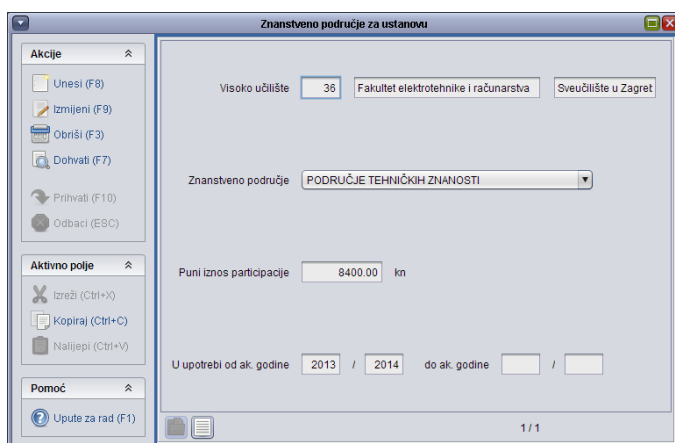 Znanstveno područje za ustanovu
Akcije
Unesi (F8)
Izmijeni (F9)
Obriši (F3)
Dohvati (F7)
Prihvati (F10)
Odbaci (ESC)
Aktivno polje
Izreži (Ctrl+X)
Kopiraj (Ctrl+C)
Nalijepi (Ctrl+V)
Pomoć
Upute za rad (F1)
Visoko učilište 36 Fakultet elektrotehnike i računarstva Sveučilište u Zagret
Znanstveno područje PODRUČJE TEHNIČKIH ZNANOSTI
Puni iznos participacije 8400.00 kn
U upotrebi od ak. godine 2013 / 2014 do ak. godine /
1 / 1